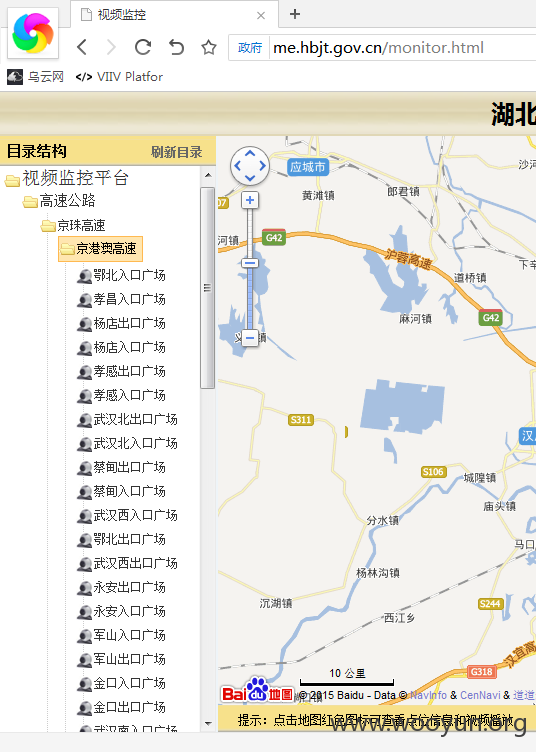 视频监控
政府 me.hbjt.gov.cn/monitor.html
乌云网 </> VIIV Platfor
湖北
目录结构 刷新目录
视频监控平台
高速公路
京珠高速
京港澳高速
鄂北入口广场
孝昌入口广场
杨店出口广场
杨店入口广场
孝感出口广场
孝感入口广场
武汉北出口广场
武汉北入口广场
蔡甸出口广场
蔡甸入口广场
武汉西入口广场
鄂北出口广场
武汉西出口广场
永安出口广场
永安入口广场
军山入口广场
军山出口广场
金口入口广场
金口出口广场
武汉南入口广场
应城市
沙河
黄滩镇
郎君镇
07
G42
河镇
沪蓉高速
下辛
道桥镇
G42
麻河镇
S311
汉川
S106
城隍镇
庙头镇
分水镇
马口
杨林沟镇
沉湖镇
S244
西江乡
汉宜高
G318
10 公里
Bai du 地图
© 2015 Baidu - Data © NavInfo & CenNavi & 道道
提示：点击地图红色图标可查看点位信息和视频播放
www.wooyun.org